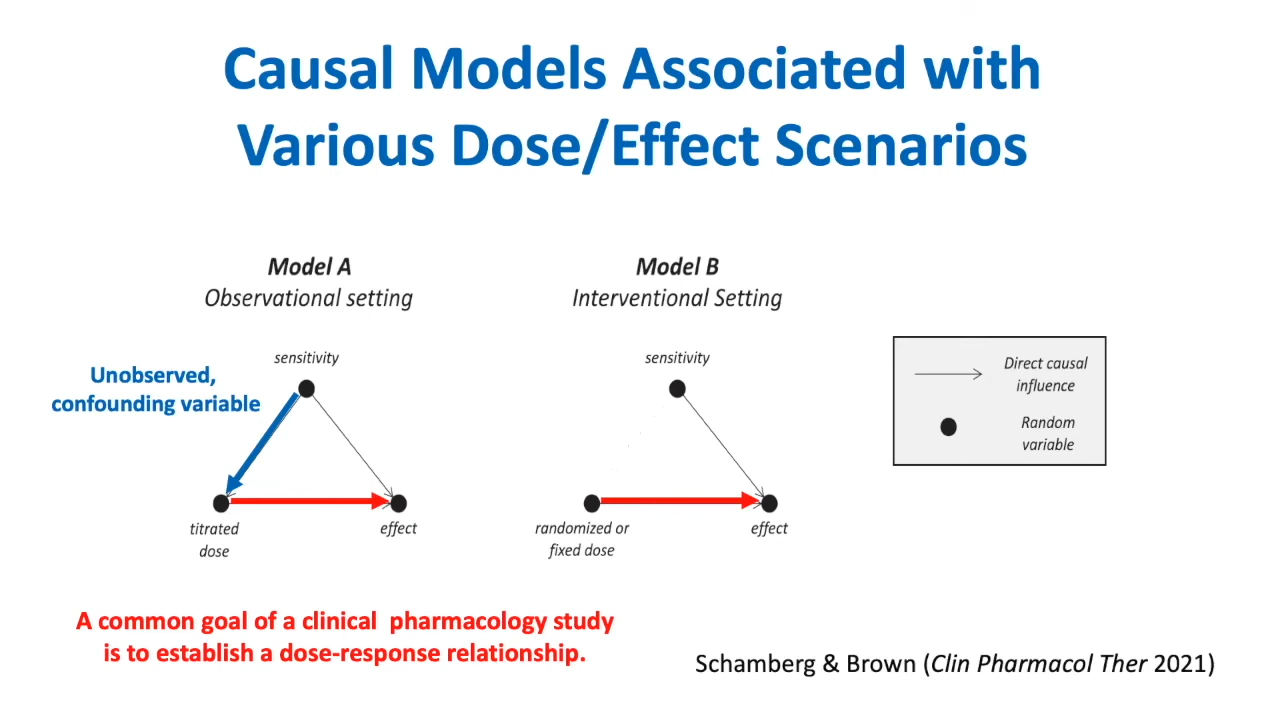 Causal Models Associated with
Various Dose/Effect Scenarios
Model A
Observational setting
sensitivity
Unobserved,
confounding variable
titrated
dose
effect
Model B
Interventional Setting
sensitivity
randomized or
fixed dose
effect
Direct causal
influence
Random
variable
A common goal of a clinical pharmacology study
is to establish a dose-response relationship.
Schamberg & Brown (Clin Pharmacol Ther 2021)